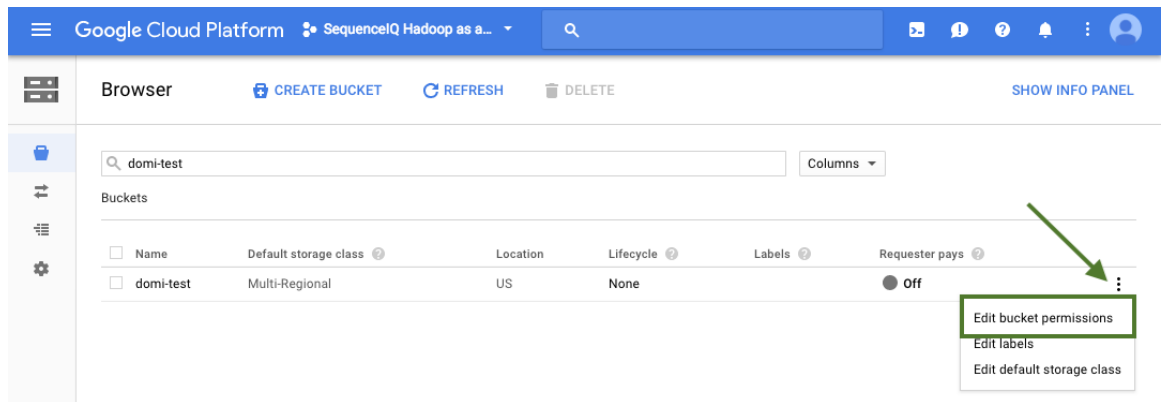 Google Cloud Platform SequenceIQ Hadoop as a...
Browser CREATE BUCKET REFRESH DELETE SHOW INFO PANEL
domi-test Columns
Buckets
Name Default storage class Location Lifecycle Labels Requester pays
domi-test Multi-Regional US None Off
Edit bucket permissions
Edit labels
Edit default storage class